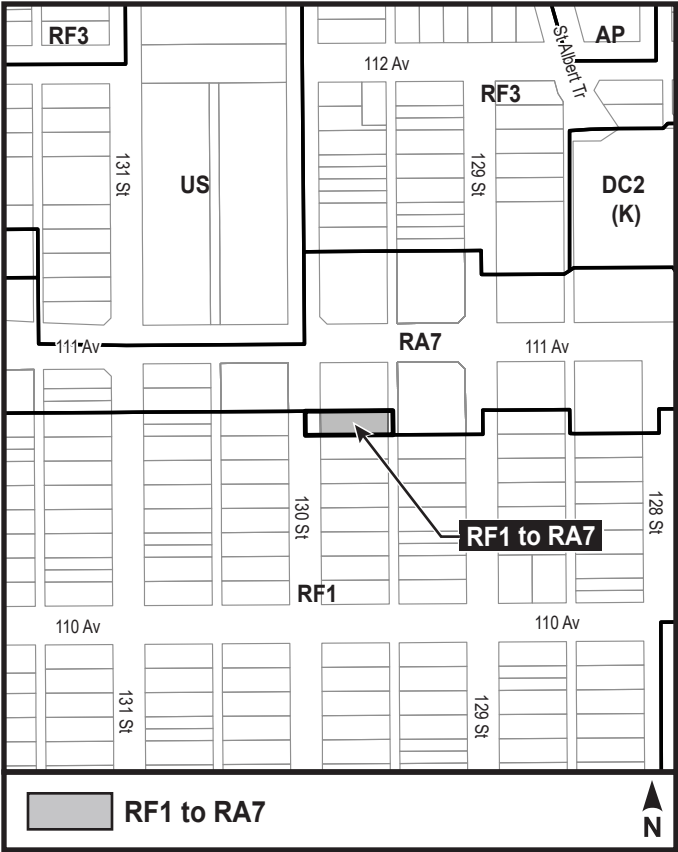 RF3
AP
St Albert Tr
112 Av
RF3
131 St
129 St
US
DC2
(K)
111 Av
RA7
111 Av
130 St
128 St
RF1 to RA7
RF1
110 Av
110 Av
131 St
129 St
RF1 to RA7
N